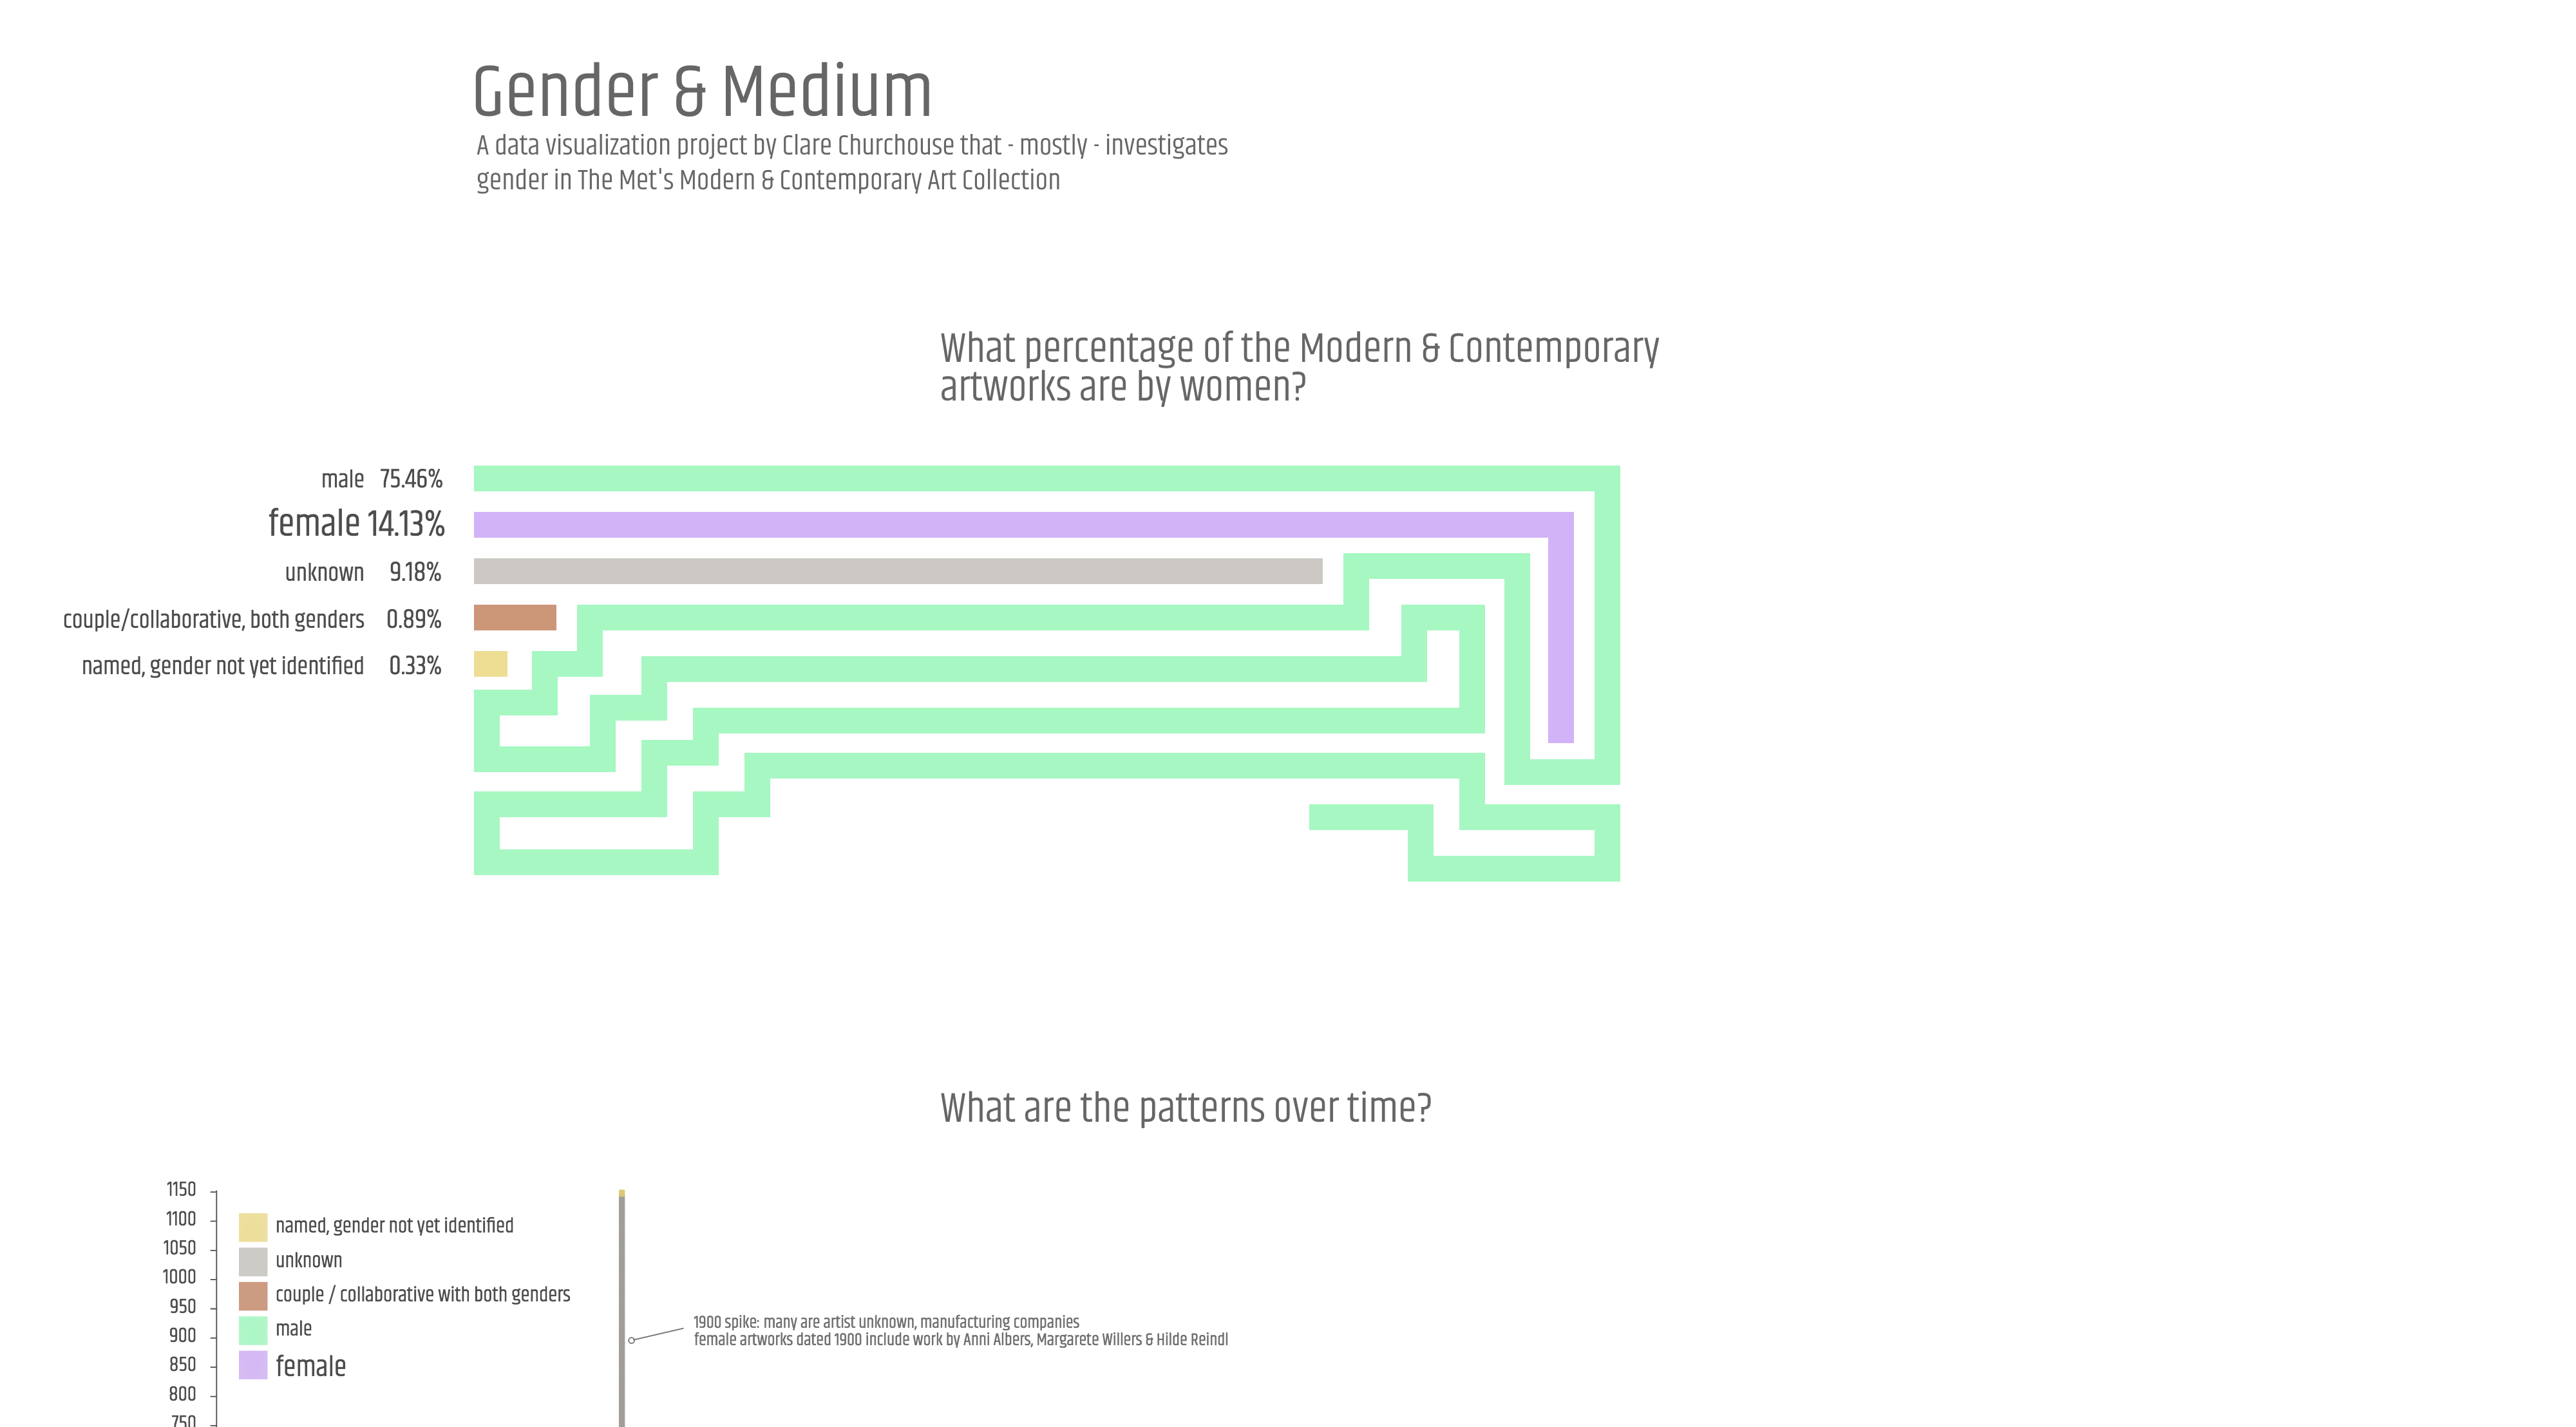 Gender & Medium
A data visualization project by Clare Churchouse that - mostly - investigates
gender in The Met's Modern & Contemporary Art Collection
What percentage of the Modern & Contemporary
artworks are by women?
male 75.46%
female 14.13%
unknown 9.18%
couple/collaborative, both genders 0.89%
named, gender not yet identified 0.33%
What are the patterns over time?
1150
1100
1050
1000
950
900
850
800
750
named, gender not yet identified
unknown
couple / collaborative with both genders
male
female
1900 spike: many are artist unknown, manufacturing companies
female artworks dated 1900 include work by Anni Albers, Margarete Willers & Hilde Reindl